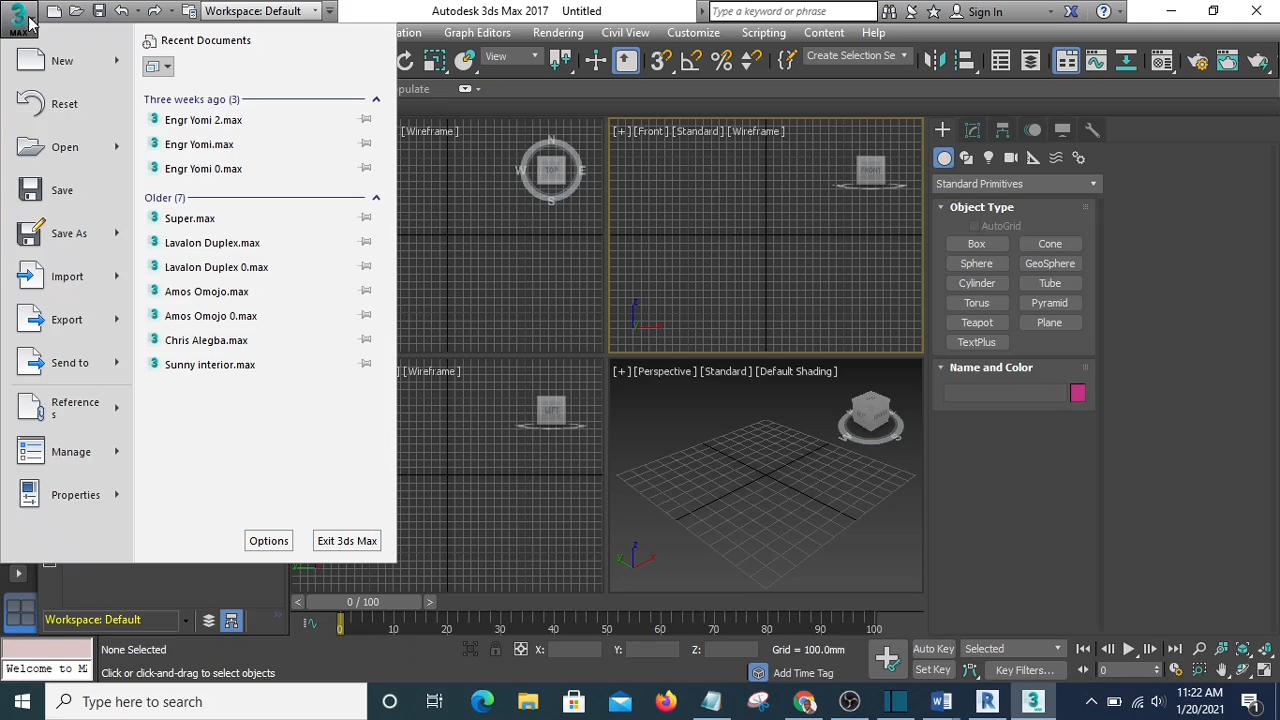 MAX
Workspace: Default
Autodesk 3ds Max 2017 Untitled
Type a keyword or phrase
Sign In
Graph Editors Rendering Civil View Customize Scripting Content Help
View
Create Selection Se
New
Reset
Open
Save
Save As
Import
Export
Send to
Reference
s
Manage
Properties
Recent Documents
Three weeks ago (3)
Engr Yomi 2.max
Engr Yomi.max
Engr Yomi 0.max
Older (7)
Super.max
Lavalon Duplex.max
Lavalon Duplex 0.max
Amos Omojo.max
Amos Omojo 0.max
Chris Alegba.max
Sunny interior.max
Options
Exit 3ds Max
pulate
[Wireframe ]
N
W TOP E
S
[+] [Front ] [Standard ] [Wireframe ]
FRONT
z
y x
] [Wireframe ]
LEFT
[+] [Perspective ] [Standard ] [Default Shading ]
z
y x
Standard Primitives
Object Type
AutoGrid
Box Cone
Sphere GeoSphere
Cylinder Tube
Torus Pyramid
Teapot Plane
TextPlus
Name and Color
< 0 / 100 >
Workspace: Default
0 10 20 30 40 50 60 70 80 90 100
None Selected
X: Y: Z: Grid = 100.0mm
Auto Key Selected
Welcome to M
Click or click-and-drag to select objects
Add Time Tag
Set Key Key Filters...
0
Type here to search
11:22 AM
1/20/2021